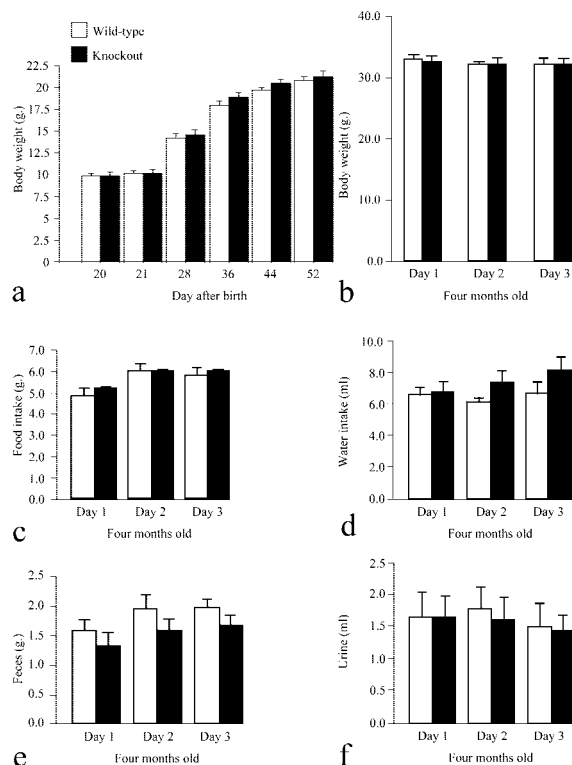 Wild-type
Knockout
Body weight (g.)
22.5
20
17.5
15
12.5
10
7.5
5
2.5
0
20 21 28 36 44 52
Day after birth
a
Body weight (g.)
40.0
30.0
20.0
10.0
0.0
Day 1 Day 2 Day 3
Four months old
b
Food intake (g.)
7.0
6.0
5.0
4.0
3.0
2.0
1.0
0.0
Day 1 Day 2 Day 3
Four months old
c
Water intake (ml)
10.0
8.0
6.0
4.0
2.0
0.0
Day 1 Day 2 Day 3
Four months old
d
Feces (g.)
2.5
2.0
1.5
1.0
0.5
0.0
Day 1 Day 2 Day 3
Four months old
e
Urine (ml)
2.5
2.0
1.5
1.0
0.5
0.0
Day 1 Day 2 Day 3
Four months old
f